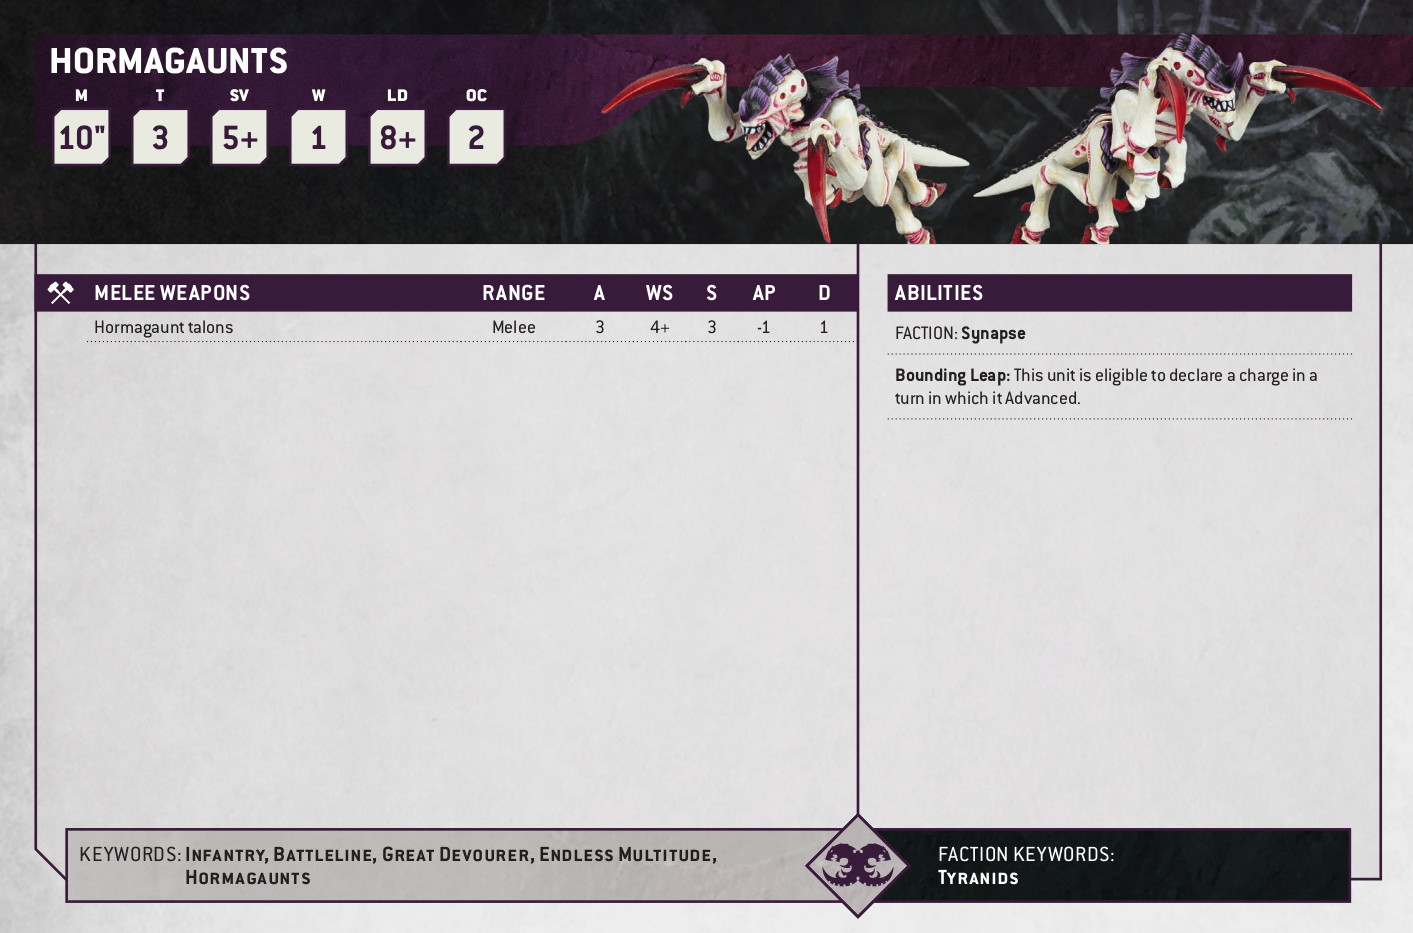 HORMAGAUNTS
M T SV W LD OC
10" 3 5+ 1 8+ 2
MELEE WEAPONS RANGE A WS S AP D
Hormagaunt talons Melee 3 4+ 3 -1 1
ABILITIES
FACTION: Synapse
Bounding Leap: This unit is eligible to declare a charge in a
turn in which it Advanced.
KEYWORDS: INFANTRY, BATTLELINE, GREAT DEVOURER, ENDLESS MULTITUDE,
HORMAGAUNTS
FACTION KEYWORDS:
TYRANIDS